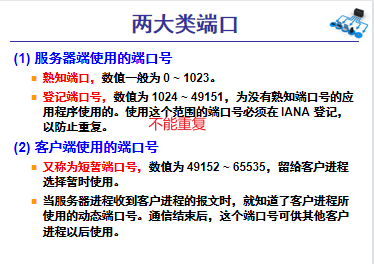 两大类端口
(1) 服务器端使用的端口号
熟知端口，数值一般为 0 ~ 1023。
登记端口号，数值为 1024 ~ 49151，为没有熟知端口号的应
用程序使用的。使用这个范围的端口号必须在 IANA 登记，
以防止重复。
不能重复
(2) 客户端使用的端口号
又称为短暂端口号，数值为 49152 ~ 65535，留给客户进程
选择暂时使用。
当服务器进程收到客户进程的报文时，就知道了客户进程所
使用的动态端口号。通信结束后，这个端口号可供其他客户
进程以后使用。